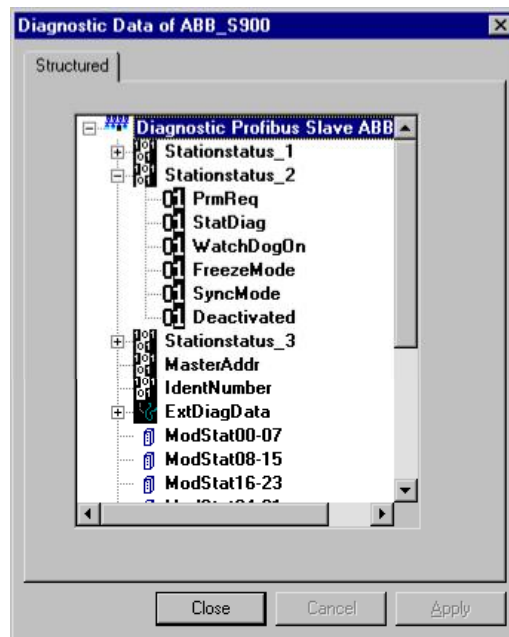 Diagnostic Data of ABB_S900
Structured
Diagnostic Profibus Slave ABB
Stationstatus_1
Stationstatus_2
PrmReq
StatDiag
WatchDogOn
FreezeMode
SyncMode
Deactivated
Stationstatus_3
MasterAddr
IdentNumber
ExtDiagData
ModStat00-07
ModStat08-15
ModStat16-23
Close Cancel Apply